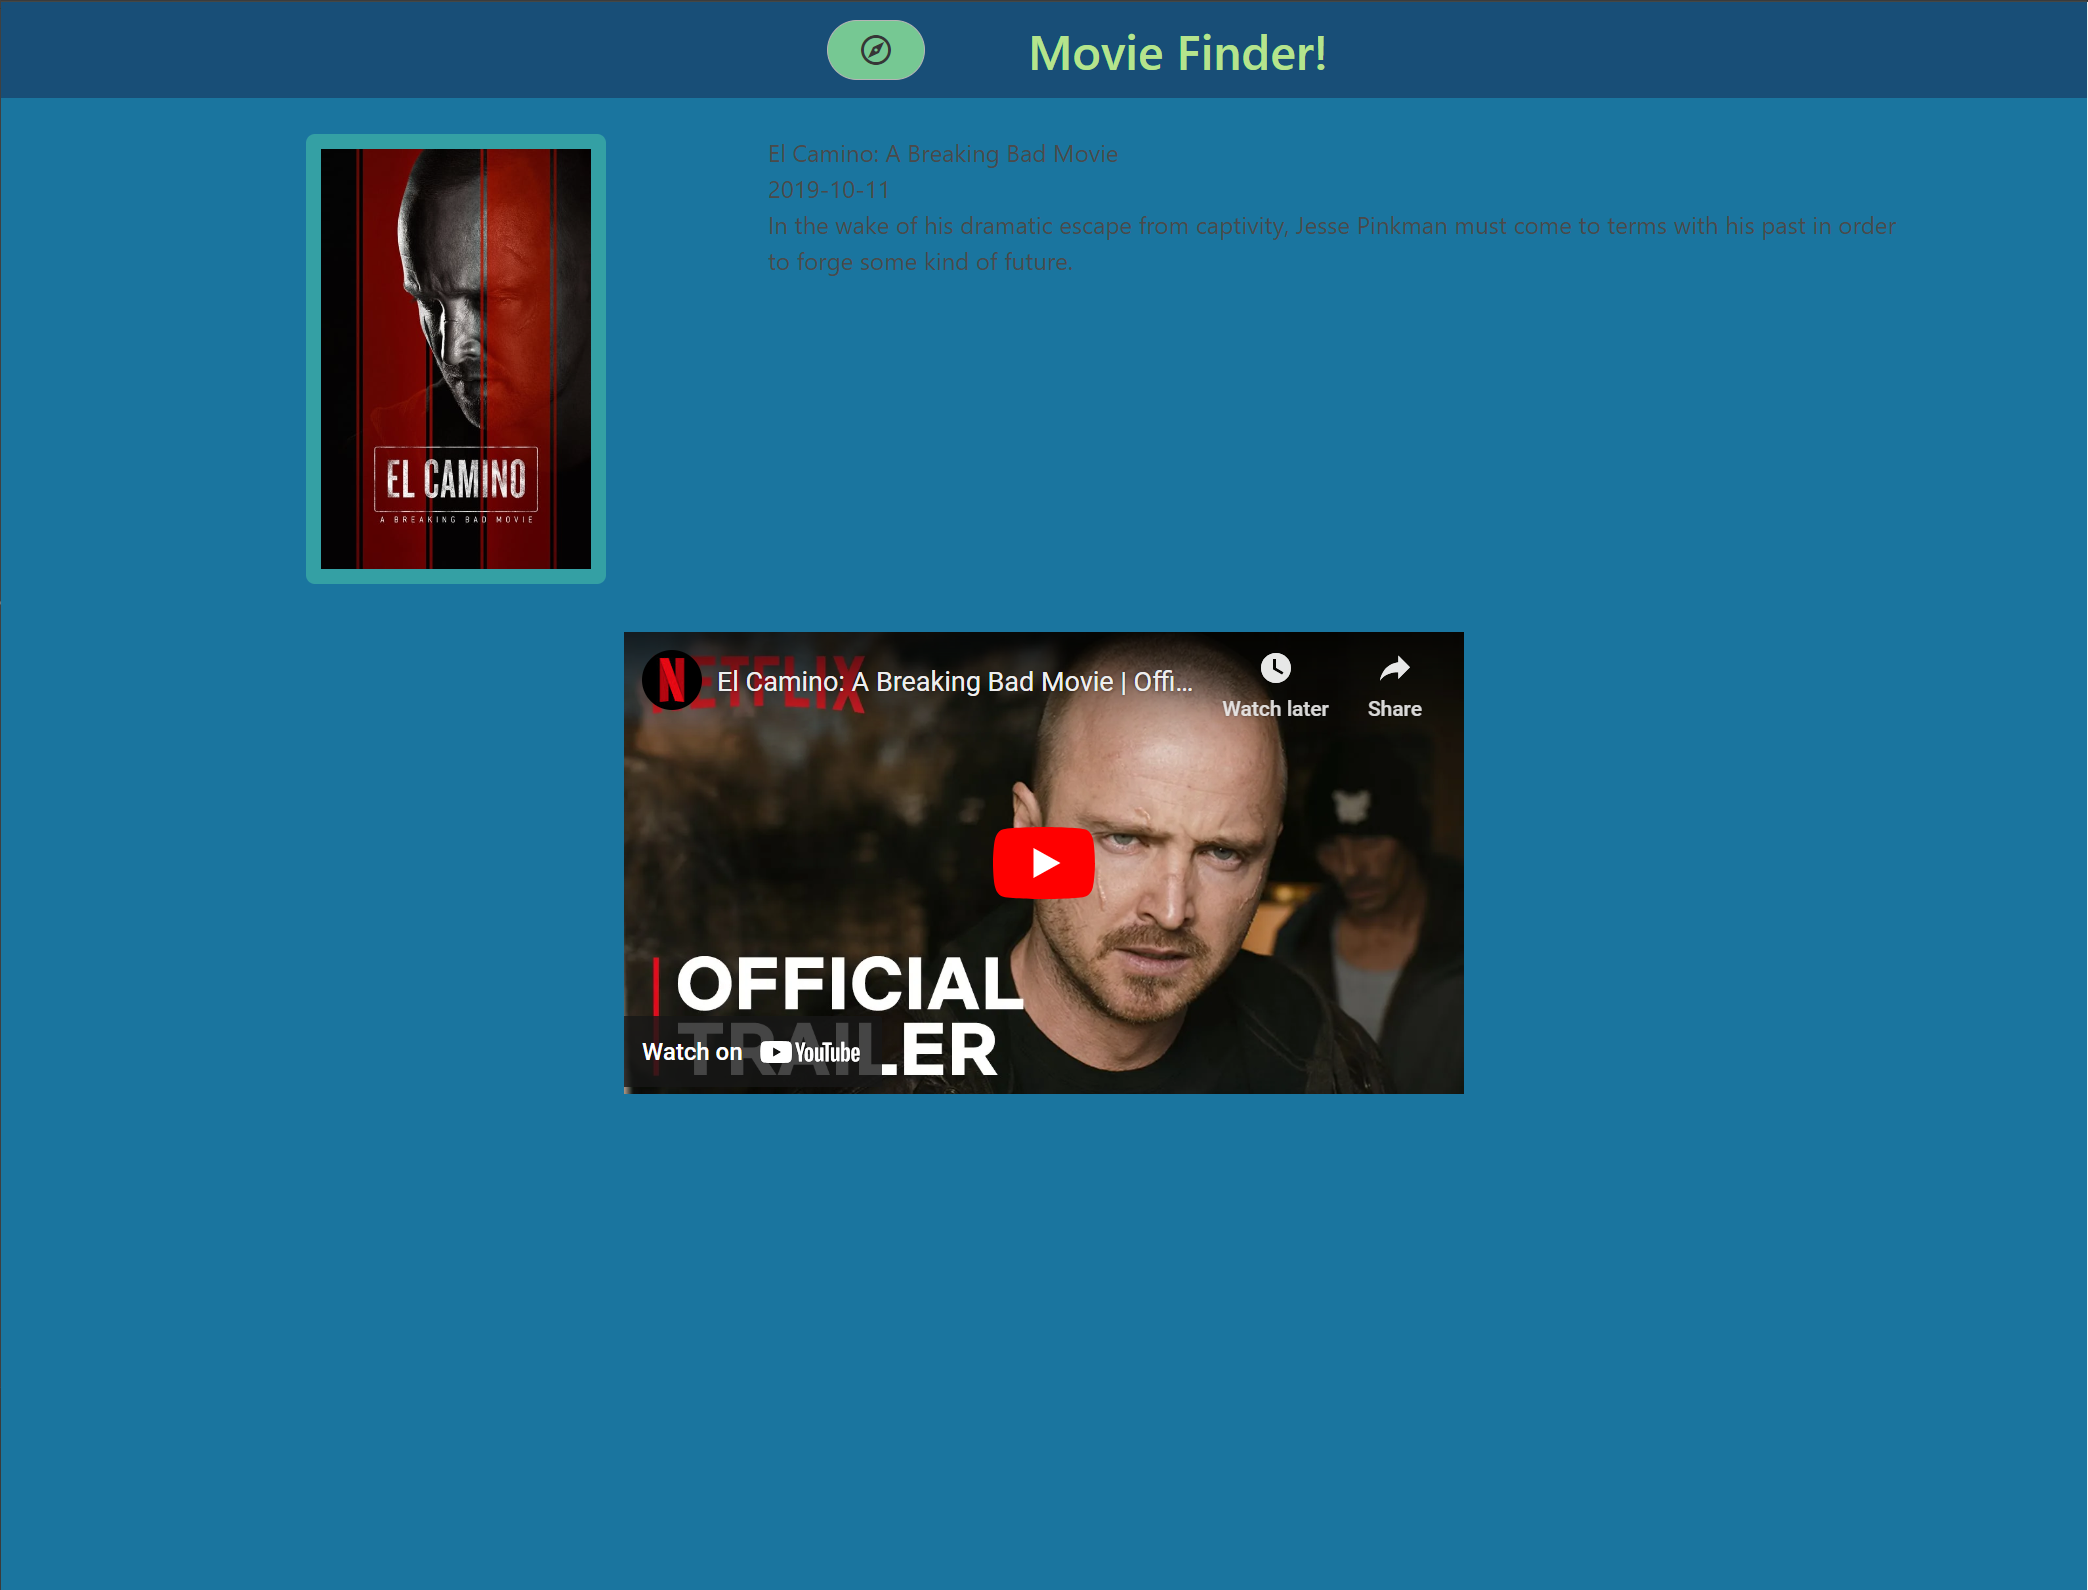 Movie Finder!
El Camino: A Breaking Bad Movie
2019-10-11
In the wake of his dramatic escape from captivity, Jesse Pinkman must come to terms with his past in order
to forge some kind of future.
EL CAMINO
A BREAKING BAD MOVIE
NETFLIX
El Camino: A Breaking Bad Movie | Offi...
Watch later
Share
OFFICIAL
TRAILER
Watch on YouTube